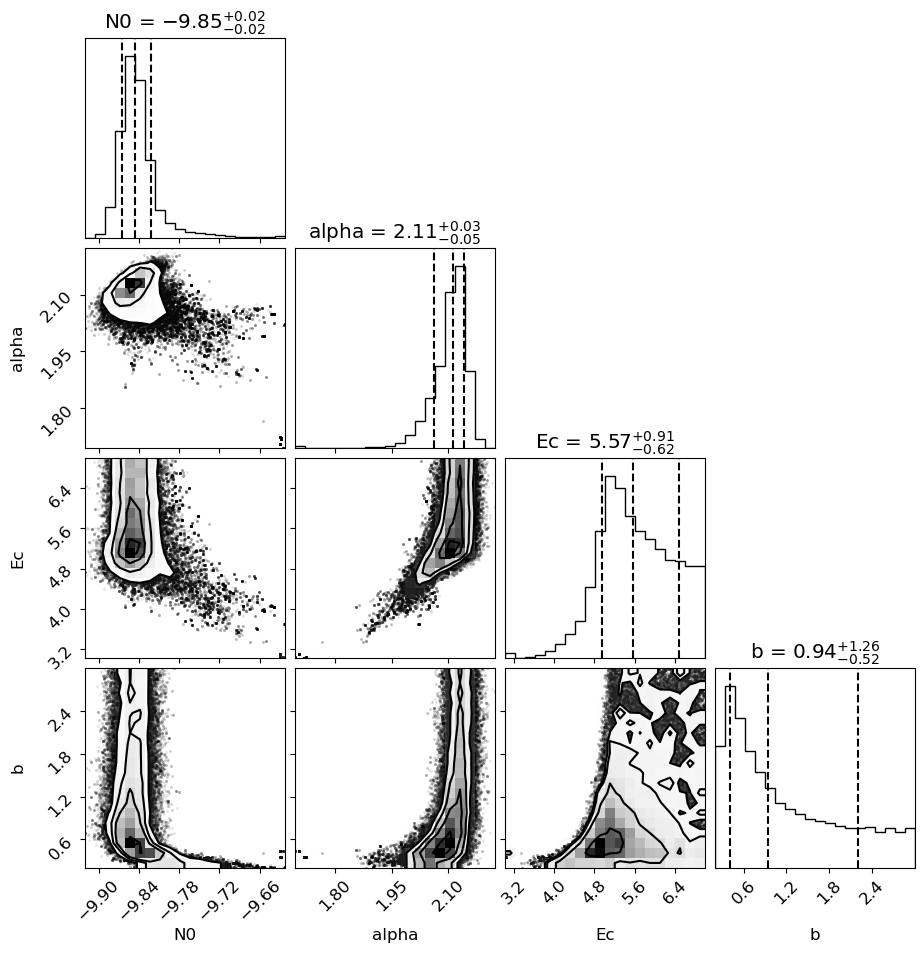 N0 = −9.85+0.02 −0.02
alpha = 2.11+0.03 −0.05
alpha
2.10
1.95
1.80
Ec = 5.57+0.91 −0.62
Ec
6.4
5.6
4.8
4.0
3.2
b = 0.94+1.26 −0.52
b
2.4
1.8
1.2
0.6
−9.90 −9.84 −9.78 −9.72 −9.66
1.80 1.95 2.10
3.2 4.0 4.8 5.6 6.4
0.6 1.2 1.8 2.4
N0 alpha Ec b